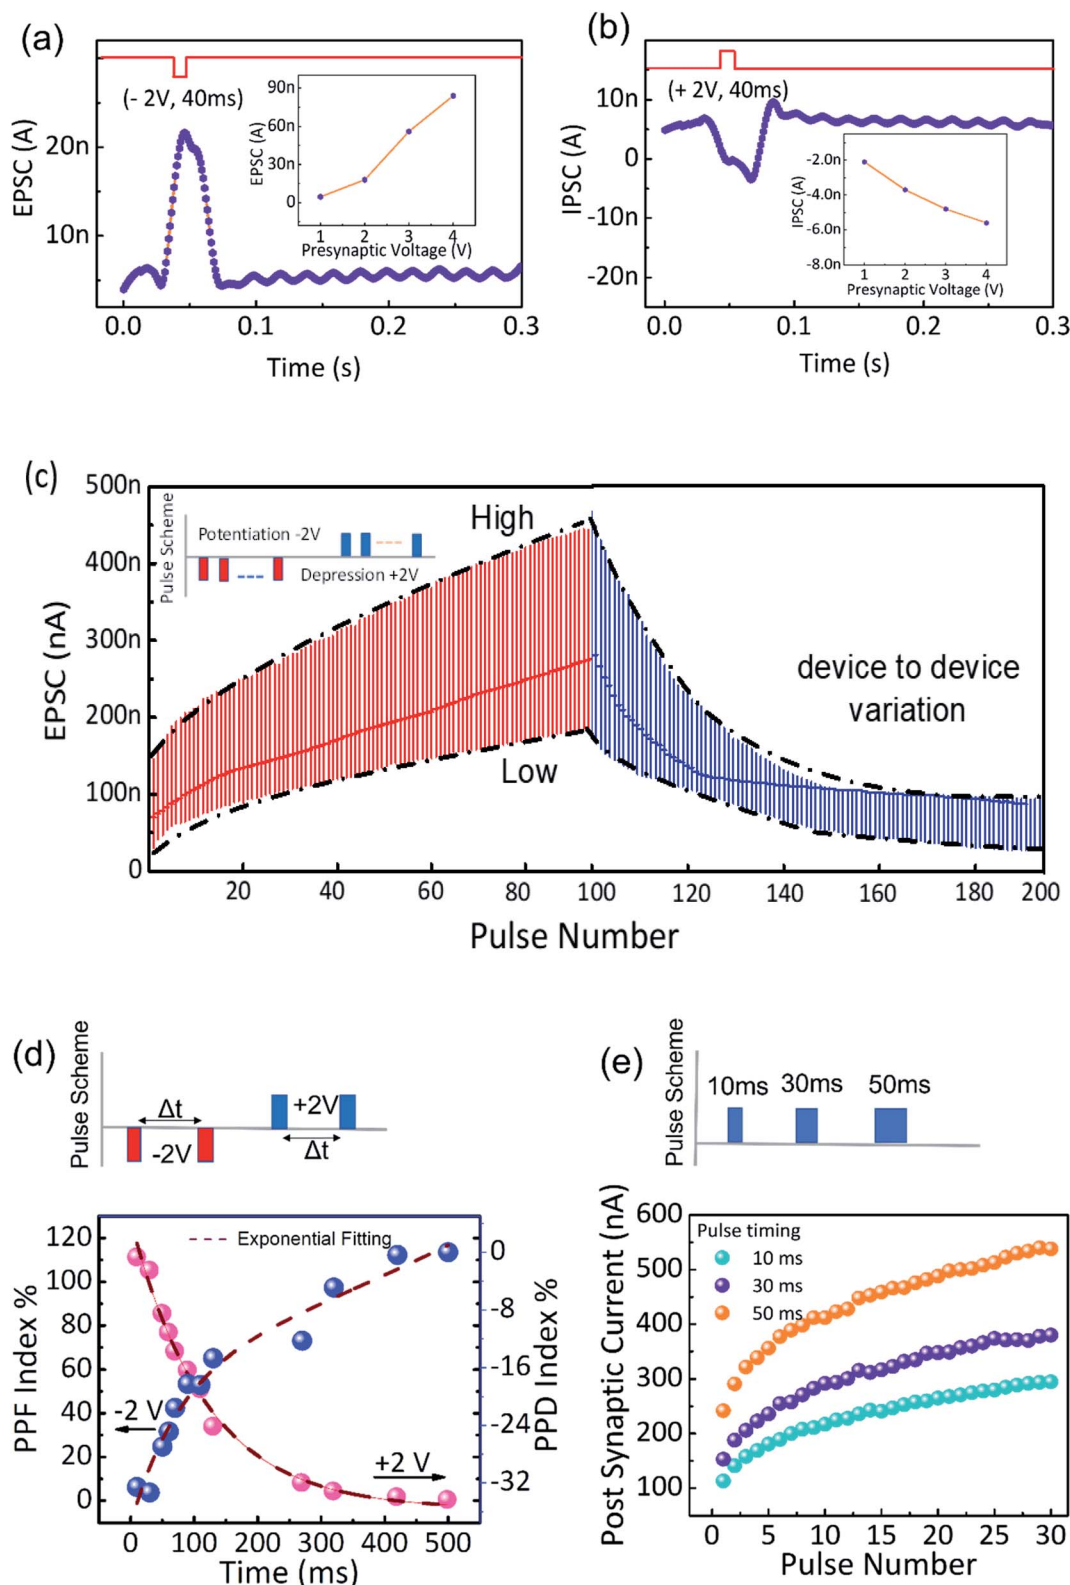 (a)
(- 2V, 40ms)
EPSC (A)
20n
10n
0.0 0.1 0.2 0.3
Time (s)
EPSC (A)
90n
60n
30n
0
1 2 3 4
Presynaptic Voltage (V)
(b)
(+ 2V, 40ms)
IPSC (A)
10n
0
-10n
-20n
0.0 0.1 0.2 0.3
Time (s)
IPSC (A)
-2.0n
-4.0n
-6.0n
-8.0n
1 2 3 4
Presynaptic Voltage (V)
(c)
EPSC (nA)
500n
400n
300n
200n
100n
0
Pulse Scheme
Potentiation -2V
Depression +2V
High
Low
device to device
variation
20 40 60 80 100 120 140 160 180 200
Pulse Number
(d)
Pulse Scheme
Δt
-2V
+2V
Δt
PPF Index %
120
100
80
60
40
20
0
Exponential Fitting
-2 V
+2 V
0
-8
-16
-24
-32
PPD Index %
0 100 200 300 400 500
Time (ms)
(e)
Pulse Scheme
10ms 30ms 50ms
Post Synaptic Current (nA)
600
500
400
300
200
100
Pulse timing
10 ms
30 ms
50 ms
0 5 10 15 20 25 30
Pulse Number